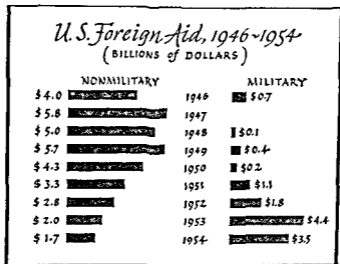 U.S. Foreign Aid, 1946-1954
(BILLIONS of DOLLARS)
NONMILITARY MILITARY
$4.0 1946 $0.7
$5.8 1947
$5.0 1948 $0.1
$5.7 1949 $0.4
$4.3 1950 $0.2
$3.3 1951 $1.1
$2.8 1952 $1.8
$2.0 1953 $4.4
$1.7 1954 $3.5